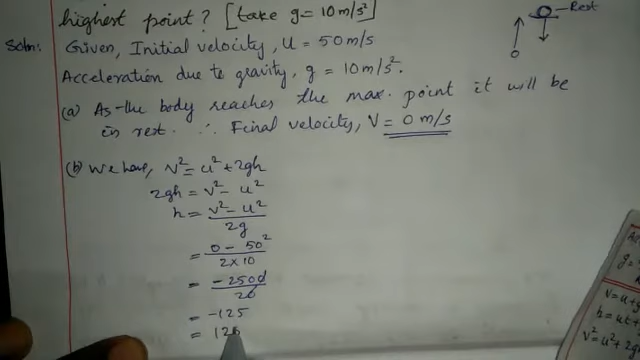 highest point? [take g = 10 m/s²]
Rest
Soln: Given, Initial velocity, u = 50 m/s
Acceleration due to gravity, g = 10 m/s².
(a) As the body reaches the max. point it will be
in rest. ∴ Final velocity, V = 0 m/s
(b) We have, v² = u² + 2gh
2gh = v² - u²
h = v² - u² / 2g
= 0 - 50² / 2 × 10
= -2500 / 20
= -125
= 125
g =
v = u + g
h = ut +
v² = u² + 2g